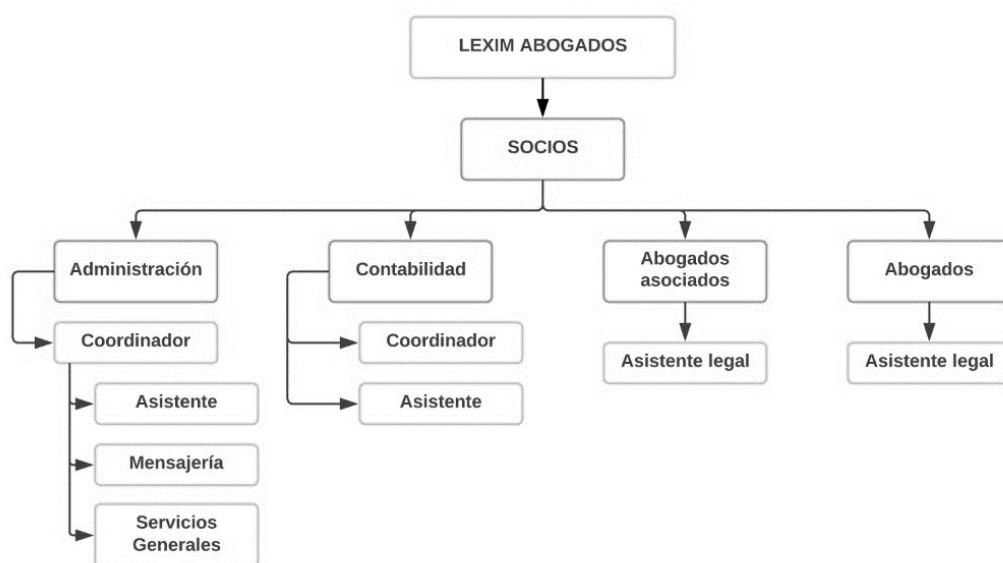 LEXIM ABOGADOS
SOCIOS
Administración
Contabilidad
Abogados
asociados
Abogados
Coordinador
Coordinador
Asistente legal
Asistente legal
Asistente
Asistente
Mensajería
Servicios
Generales